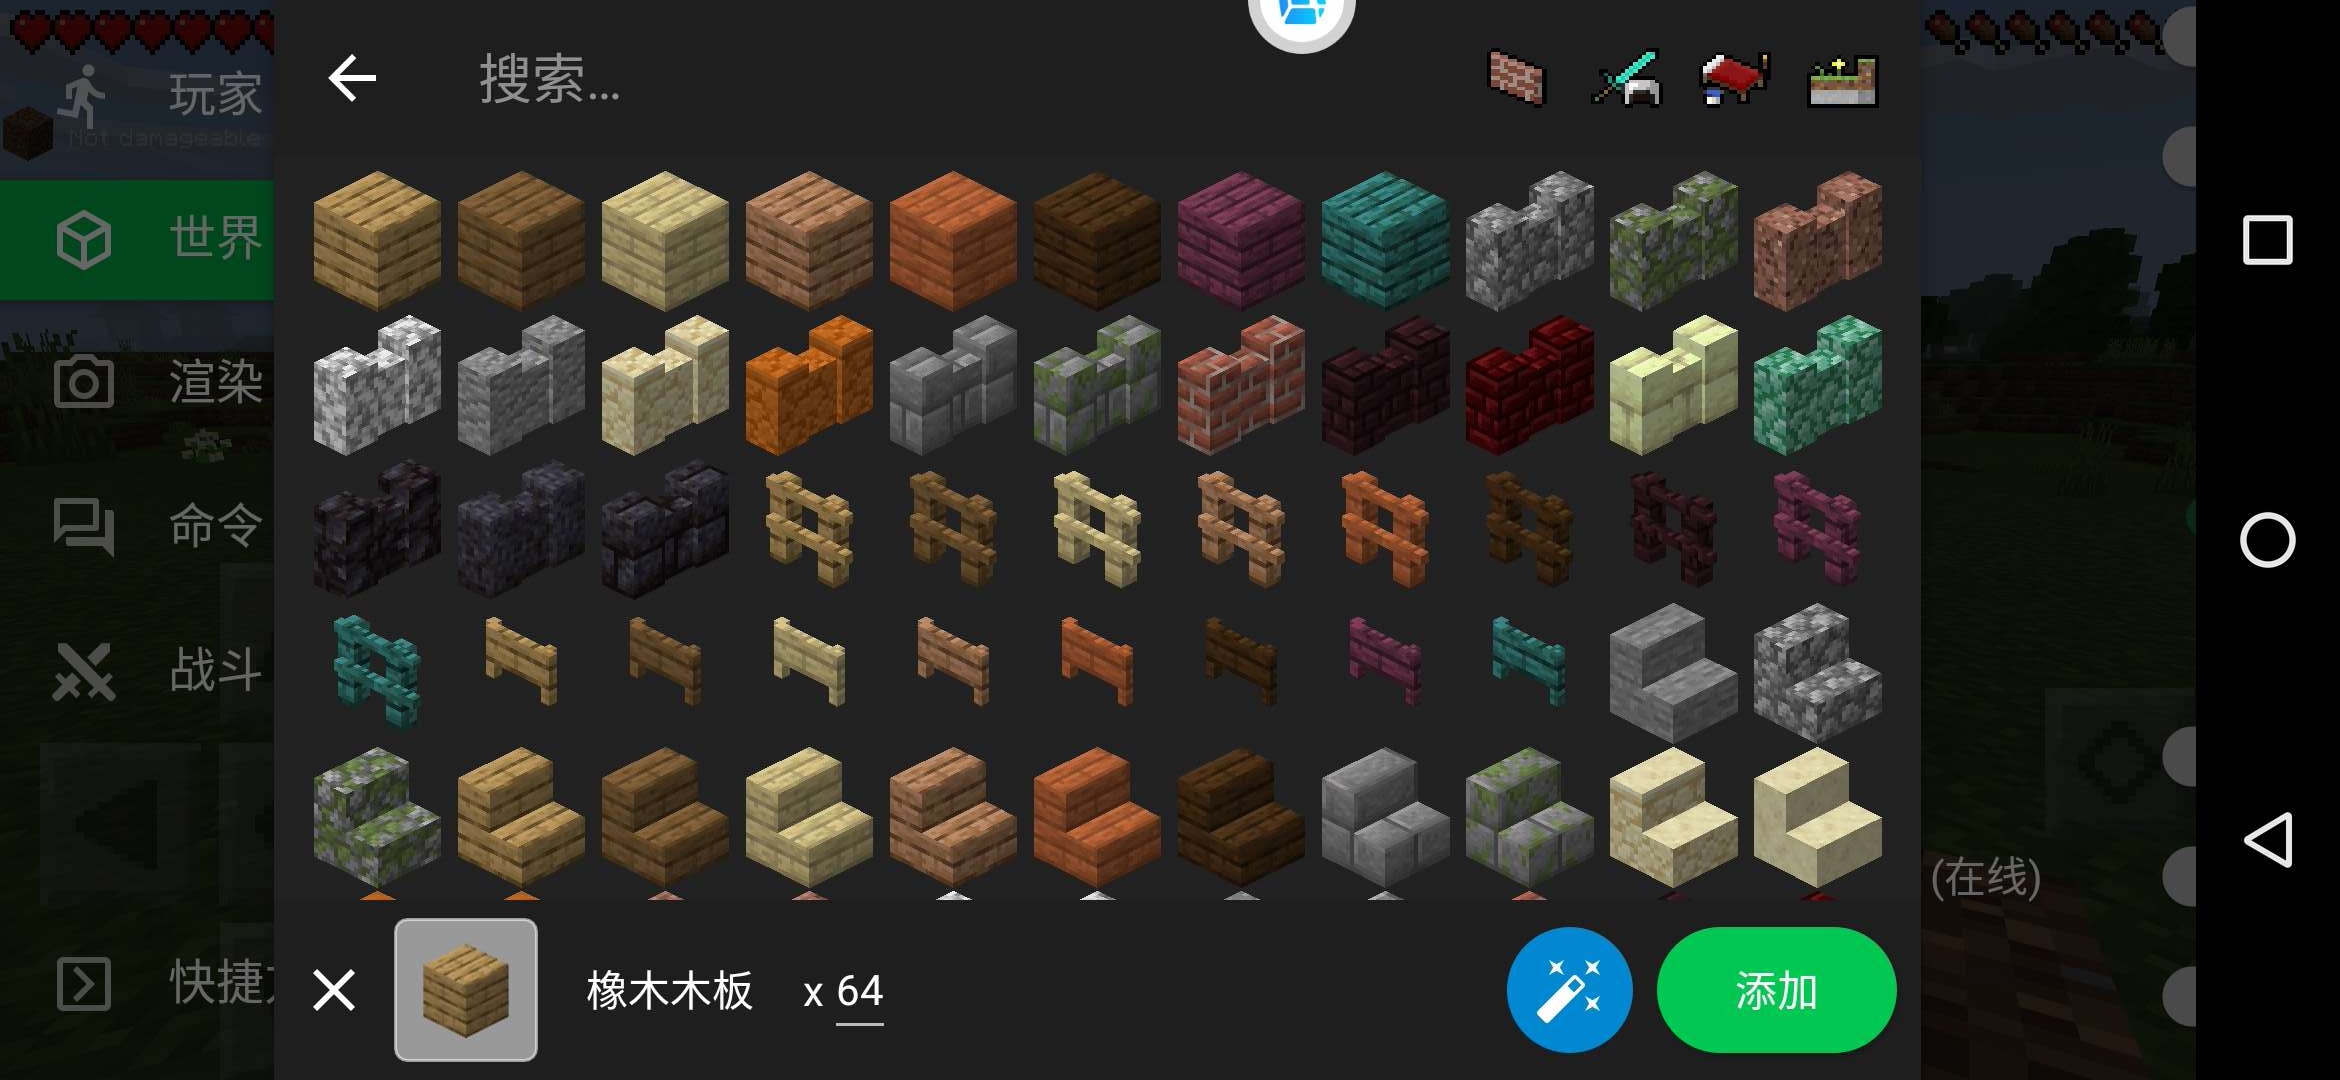 搜索...
玩家
Not damageable
世界
渲染
命令
战斗
(在线)
快捷
橡木木板
x 64
添加